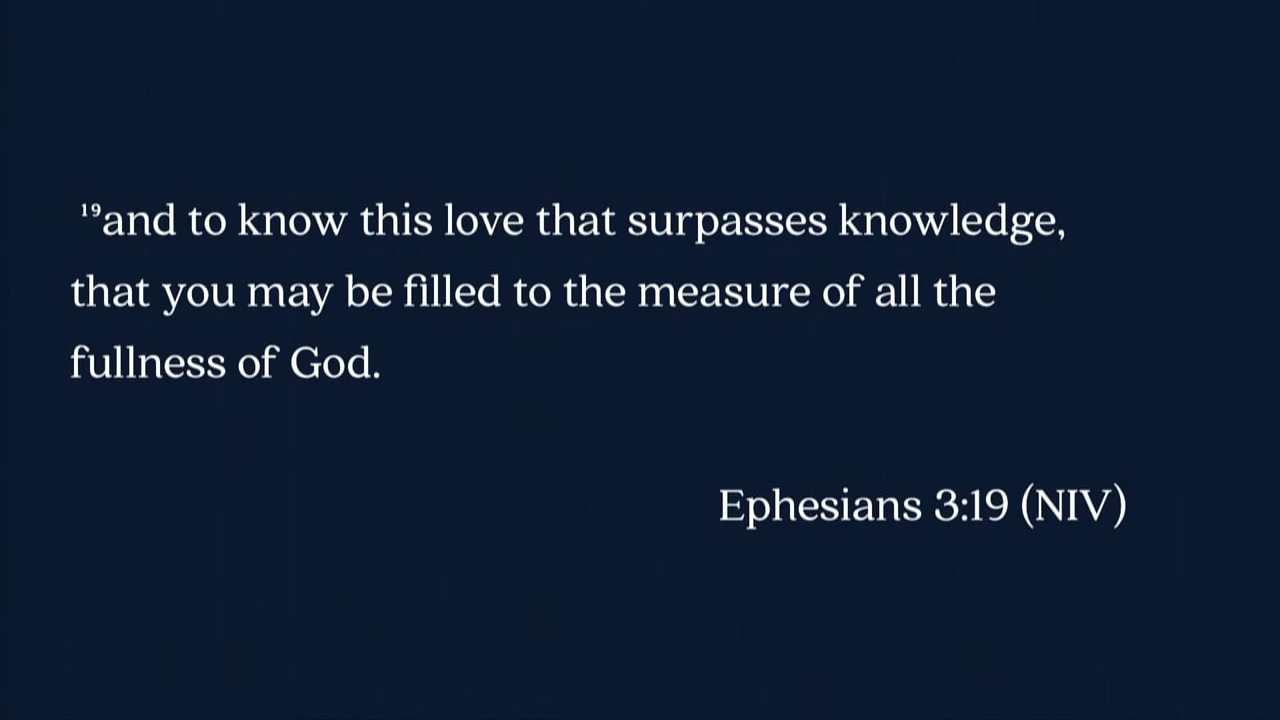 ¹⁹and to know this love that surpasses knowledge,
that you may be filled to the measure of all the
fullness of God.
Ephesians 3:19 (NIV)